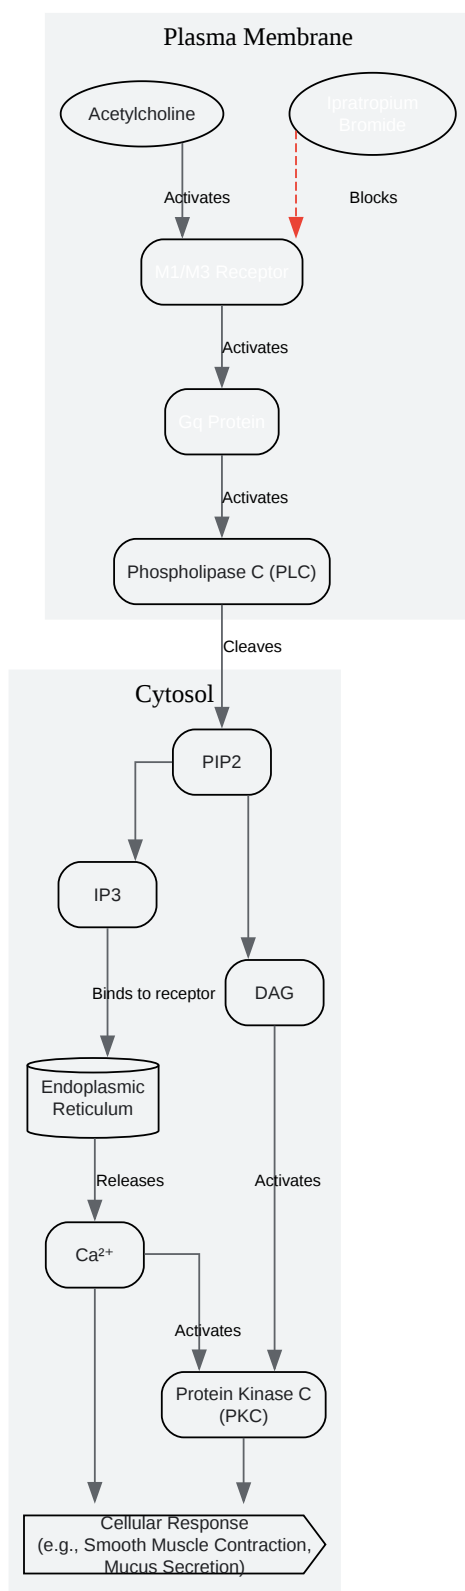 Plasma Membrane
Acetylcholine
Ipratropium
Bromide
Activates
Blocks
M1/M3 Receptor
Activates
Gq Protein
Activates
Phospholipase C (PLC)
Cleaves
Cytosol
PIP2
IP3
Binds to receptor
DAG
Endoplasmic
Reticulum
Releases
Activates
Ca²⁺
Activates
Protein Kinase C
(PKC)
Cellular Response
(e.g., Smooth Muscle Contraction,
Mucus Secretion)